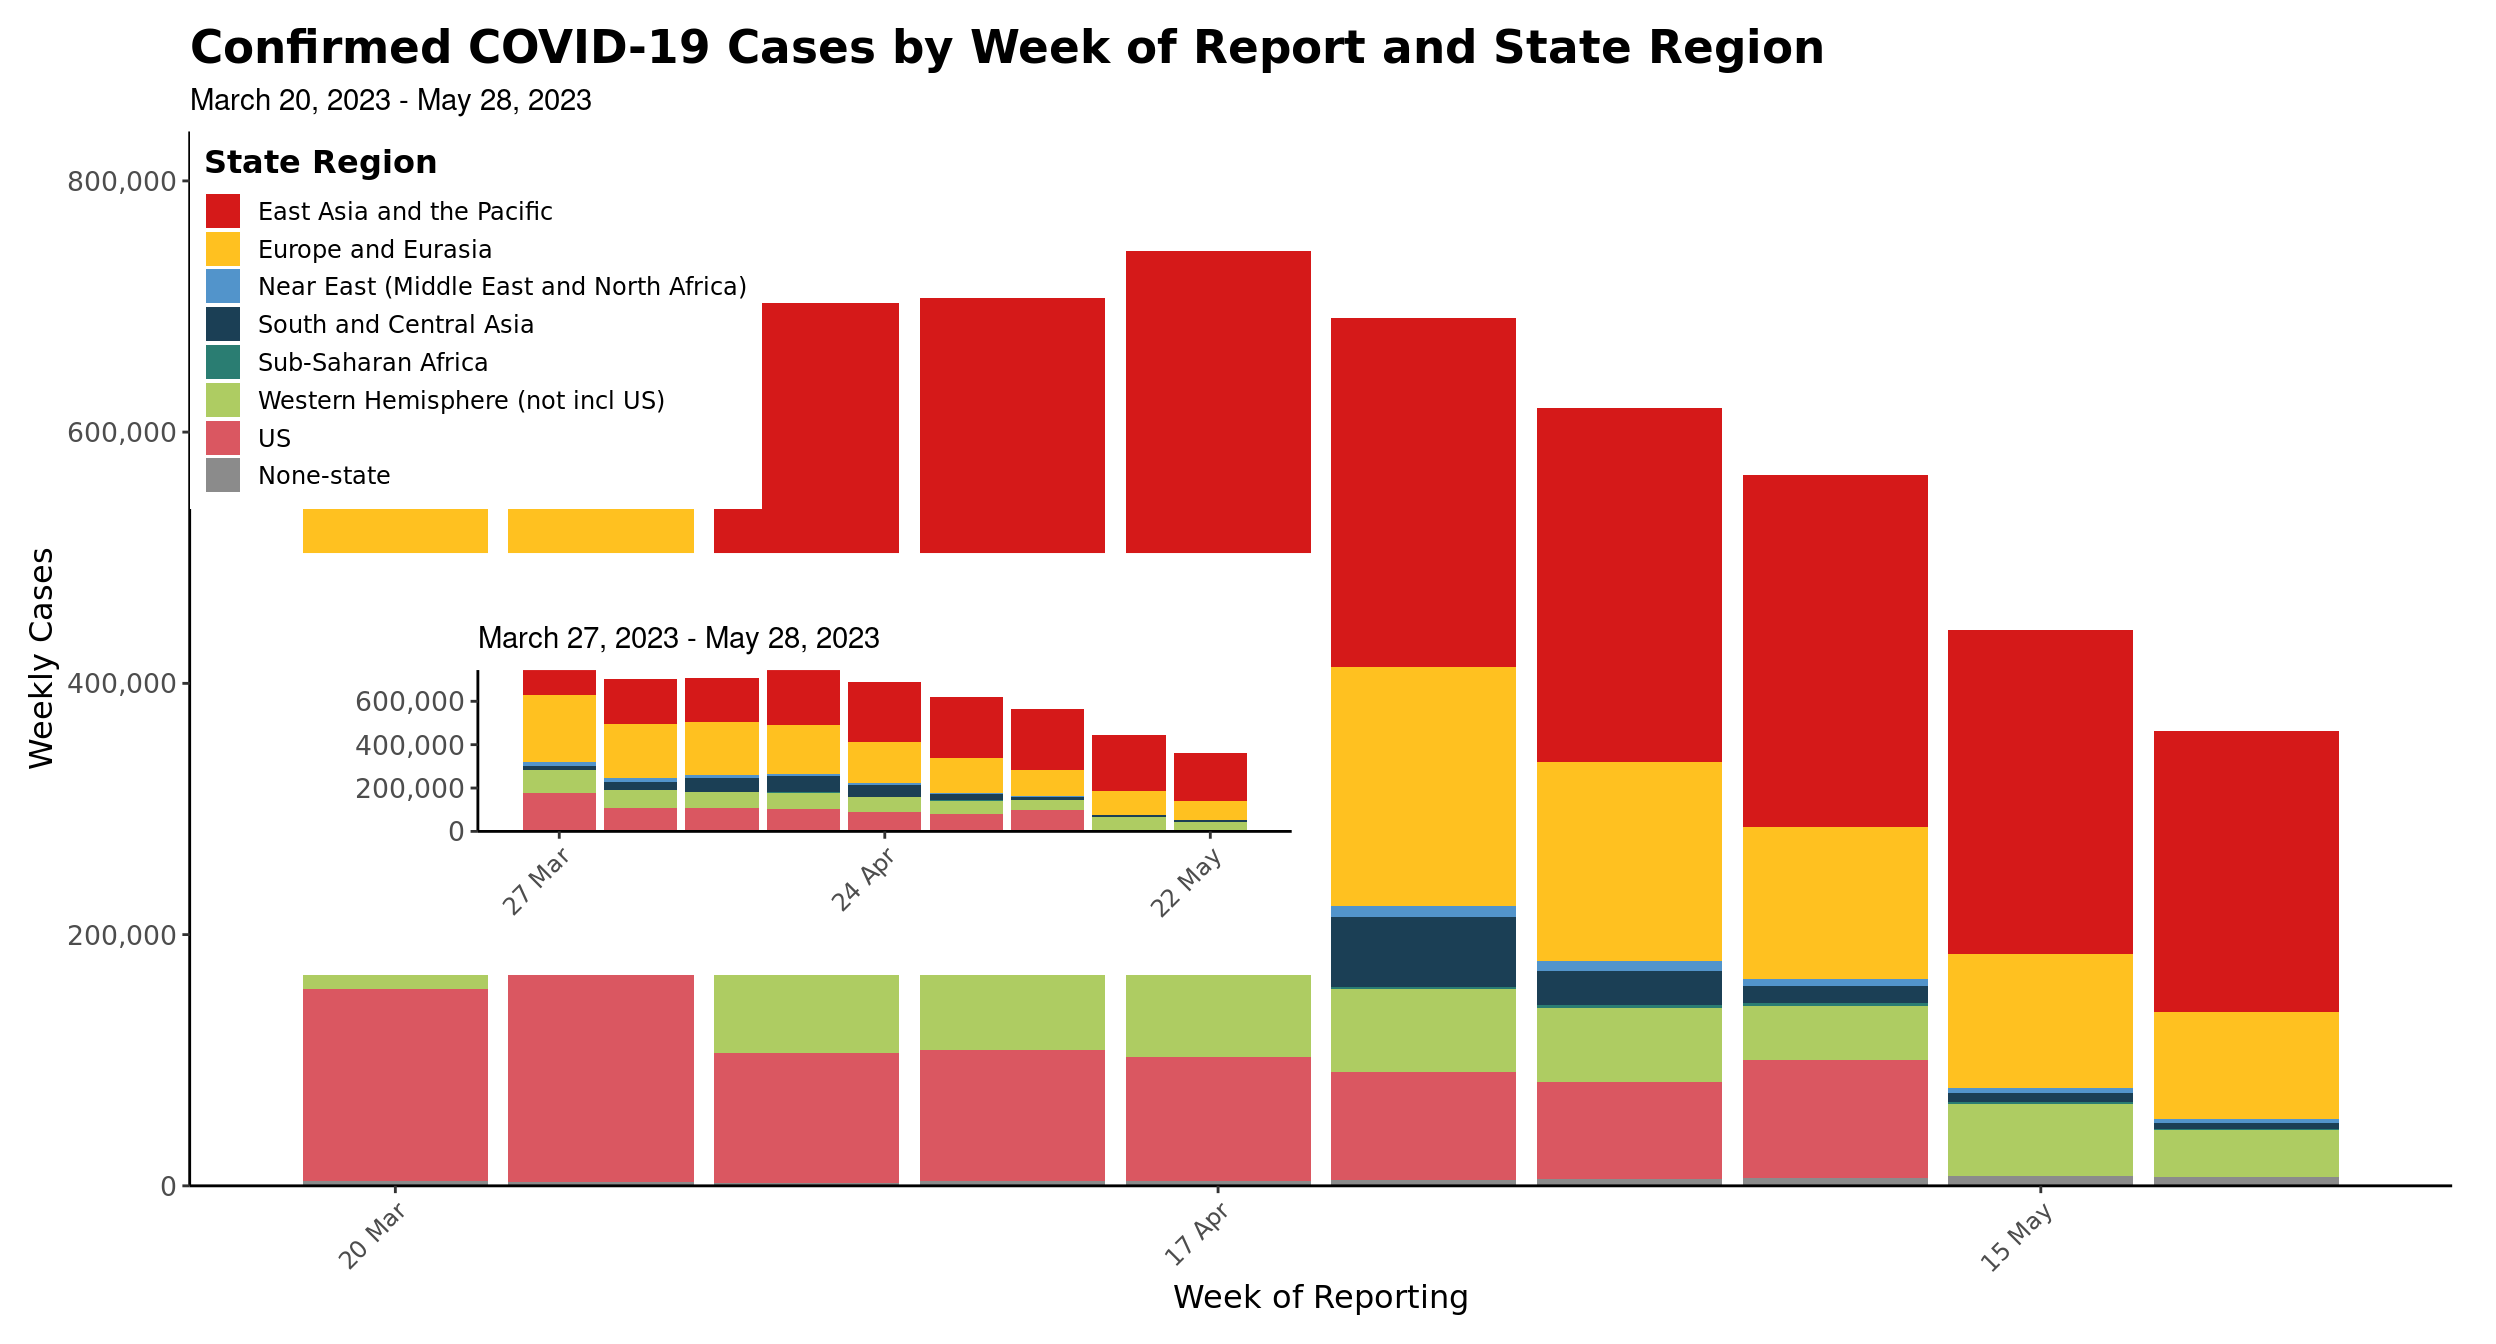 Confirmed COVID-19 Cases by Week of Report and State Region
March 20, 2023 - May 28, 2023
State Region
East Asia and the Pacific
Europe and Eurasia
Near East (Middle East and North Africa)
South and Central Asia
Sub-Saharan Africa
Western Hemisphere (not incl US)
US
None-state
Weekly Cases
800,000
600,000
400,000
200,000
0
March 27, 2023 - May 28, 2023
600,000
400,000
200,000
0
27 Mar
24 Apr
22 May
20 Mar
17 Apr
15 May
Week of Reporting